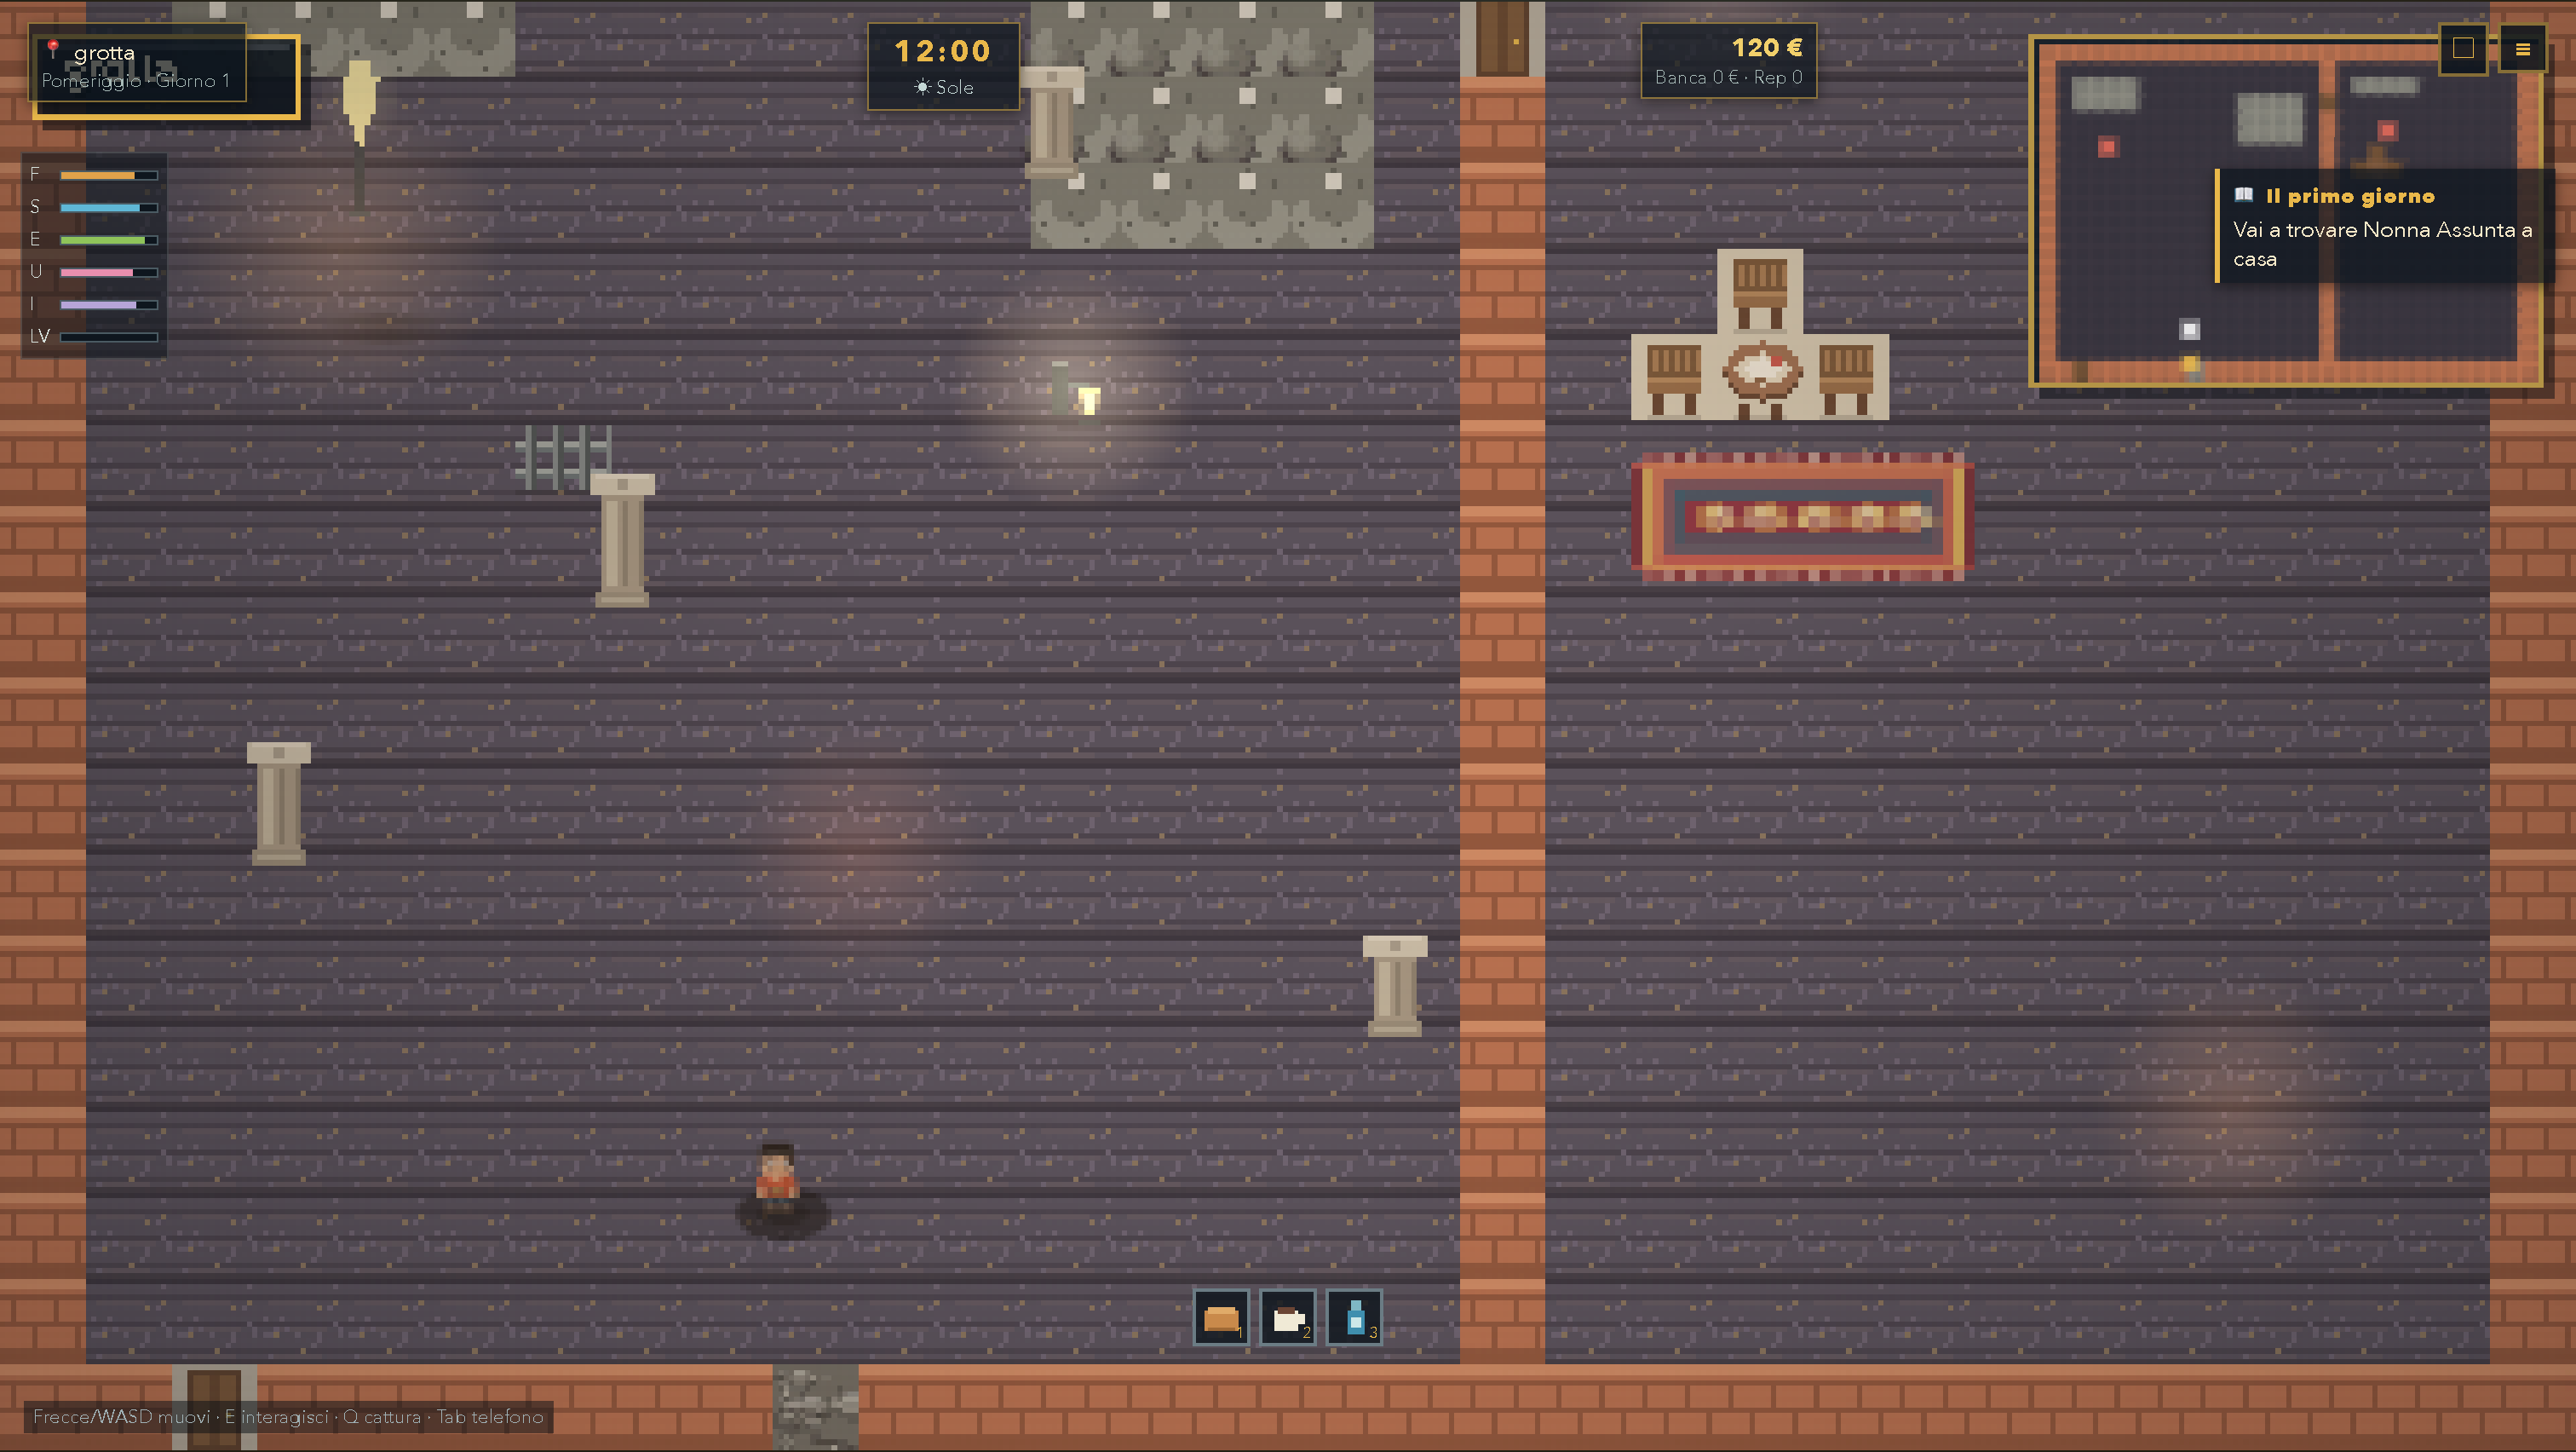 grotta
Pomeriggio · Giorno 1
12:00
Sole
120 €
Banca 0 € · Rep 0
F
S
E
U
I
LV
Il primo giorno
Vai a trovare Nonna Assunta a
casa
1
2
3
Frecce/WASD muovi · E interagisci · Q cattura · Tab telefono